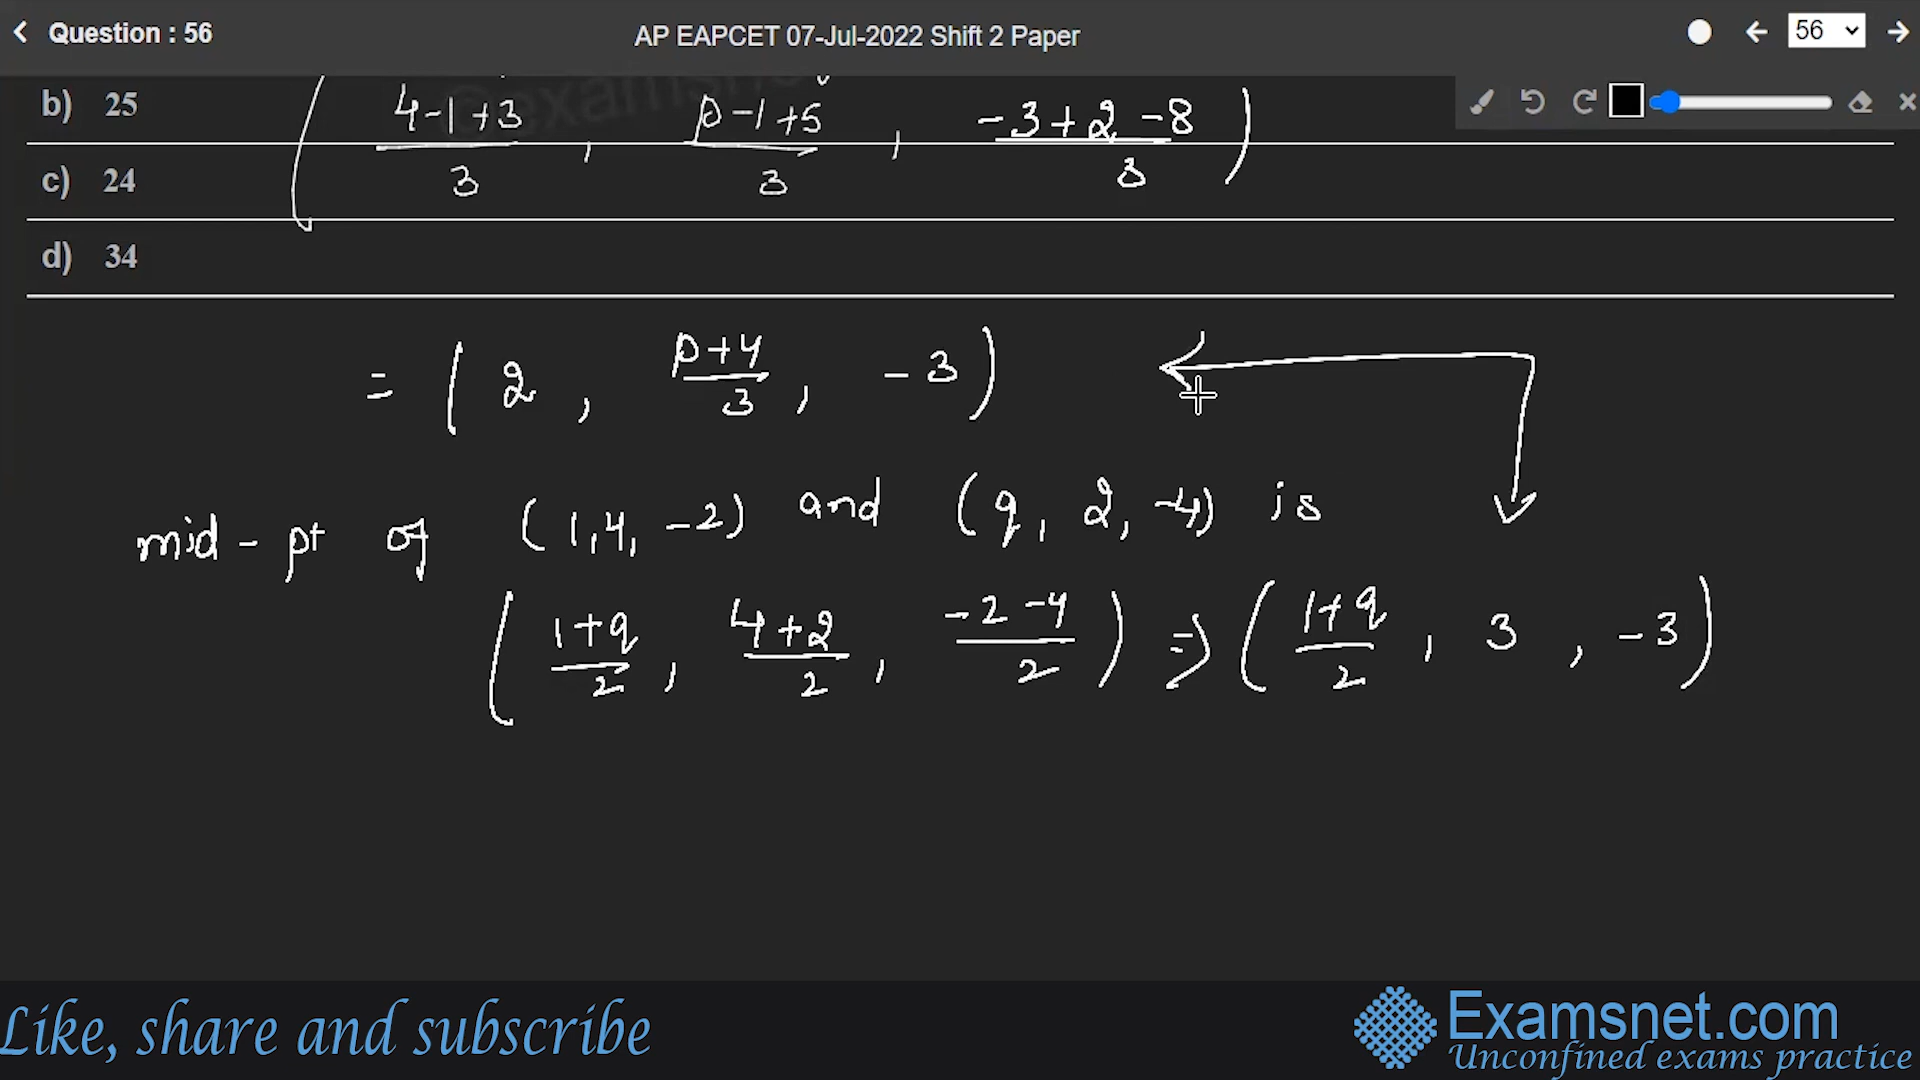 Question : 56
AP EAPCET 07-Jul-2022 Shift 2 Paper
56
b) 25
( 4-1+3/3 , p-1+5/3 , -3+2-8/3 )
c) 24
d) 34
= ( 2 , p+4/3 , -3 )
mid-pt of (1,4,-2) and (q, 2, -4) is
( 1+q/2 , 4+2/2 , -2-4/2 ) => ( 1+q/2 , 3 , -3 )
Like, share and subscribe
Examsnet.com
Unconfined exams practice